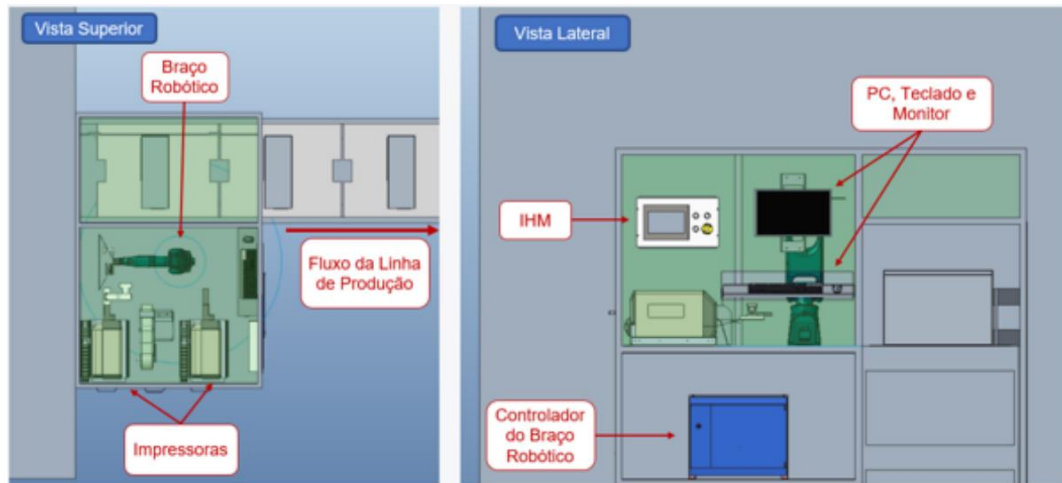 Vista Superior
Braço
Robótico
Fluxo da Linha
de Produção
Impressoras
Vista Lateral
PC, Teclado e
Monitor
IHM
Controlador
do Braço
Robótico